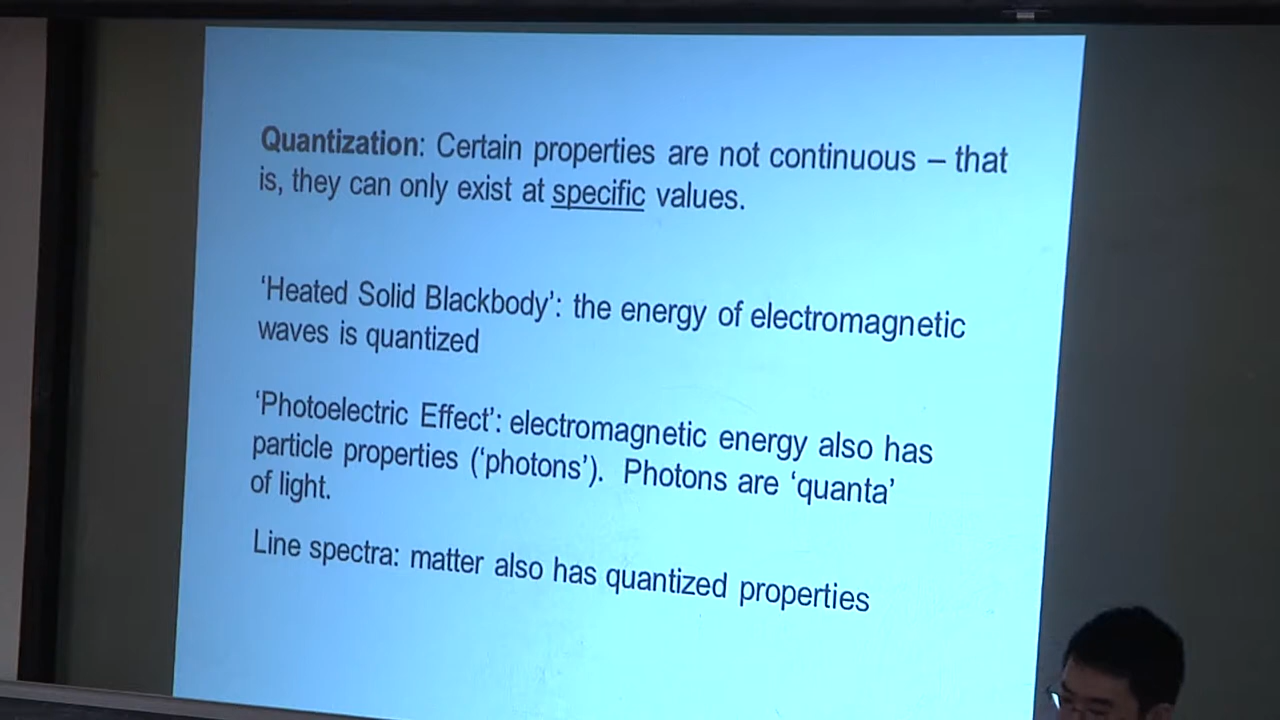 Quantization: Certain properties are not continuous – that
is, they can only exist at specific values.
‘Heated Solid Blackbody’: the energy of electromagnetic
waves is quantized
‘Photoelectric Effect’: electromagnetic energy also has
particle properties (‘photons’). Photons are ‘quanta’
of light.
Line spectra: matter also has quantized properties